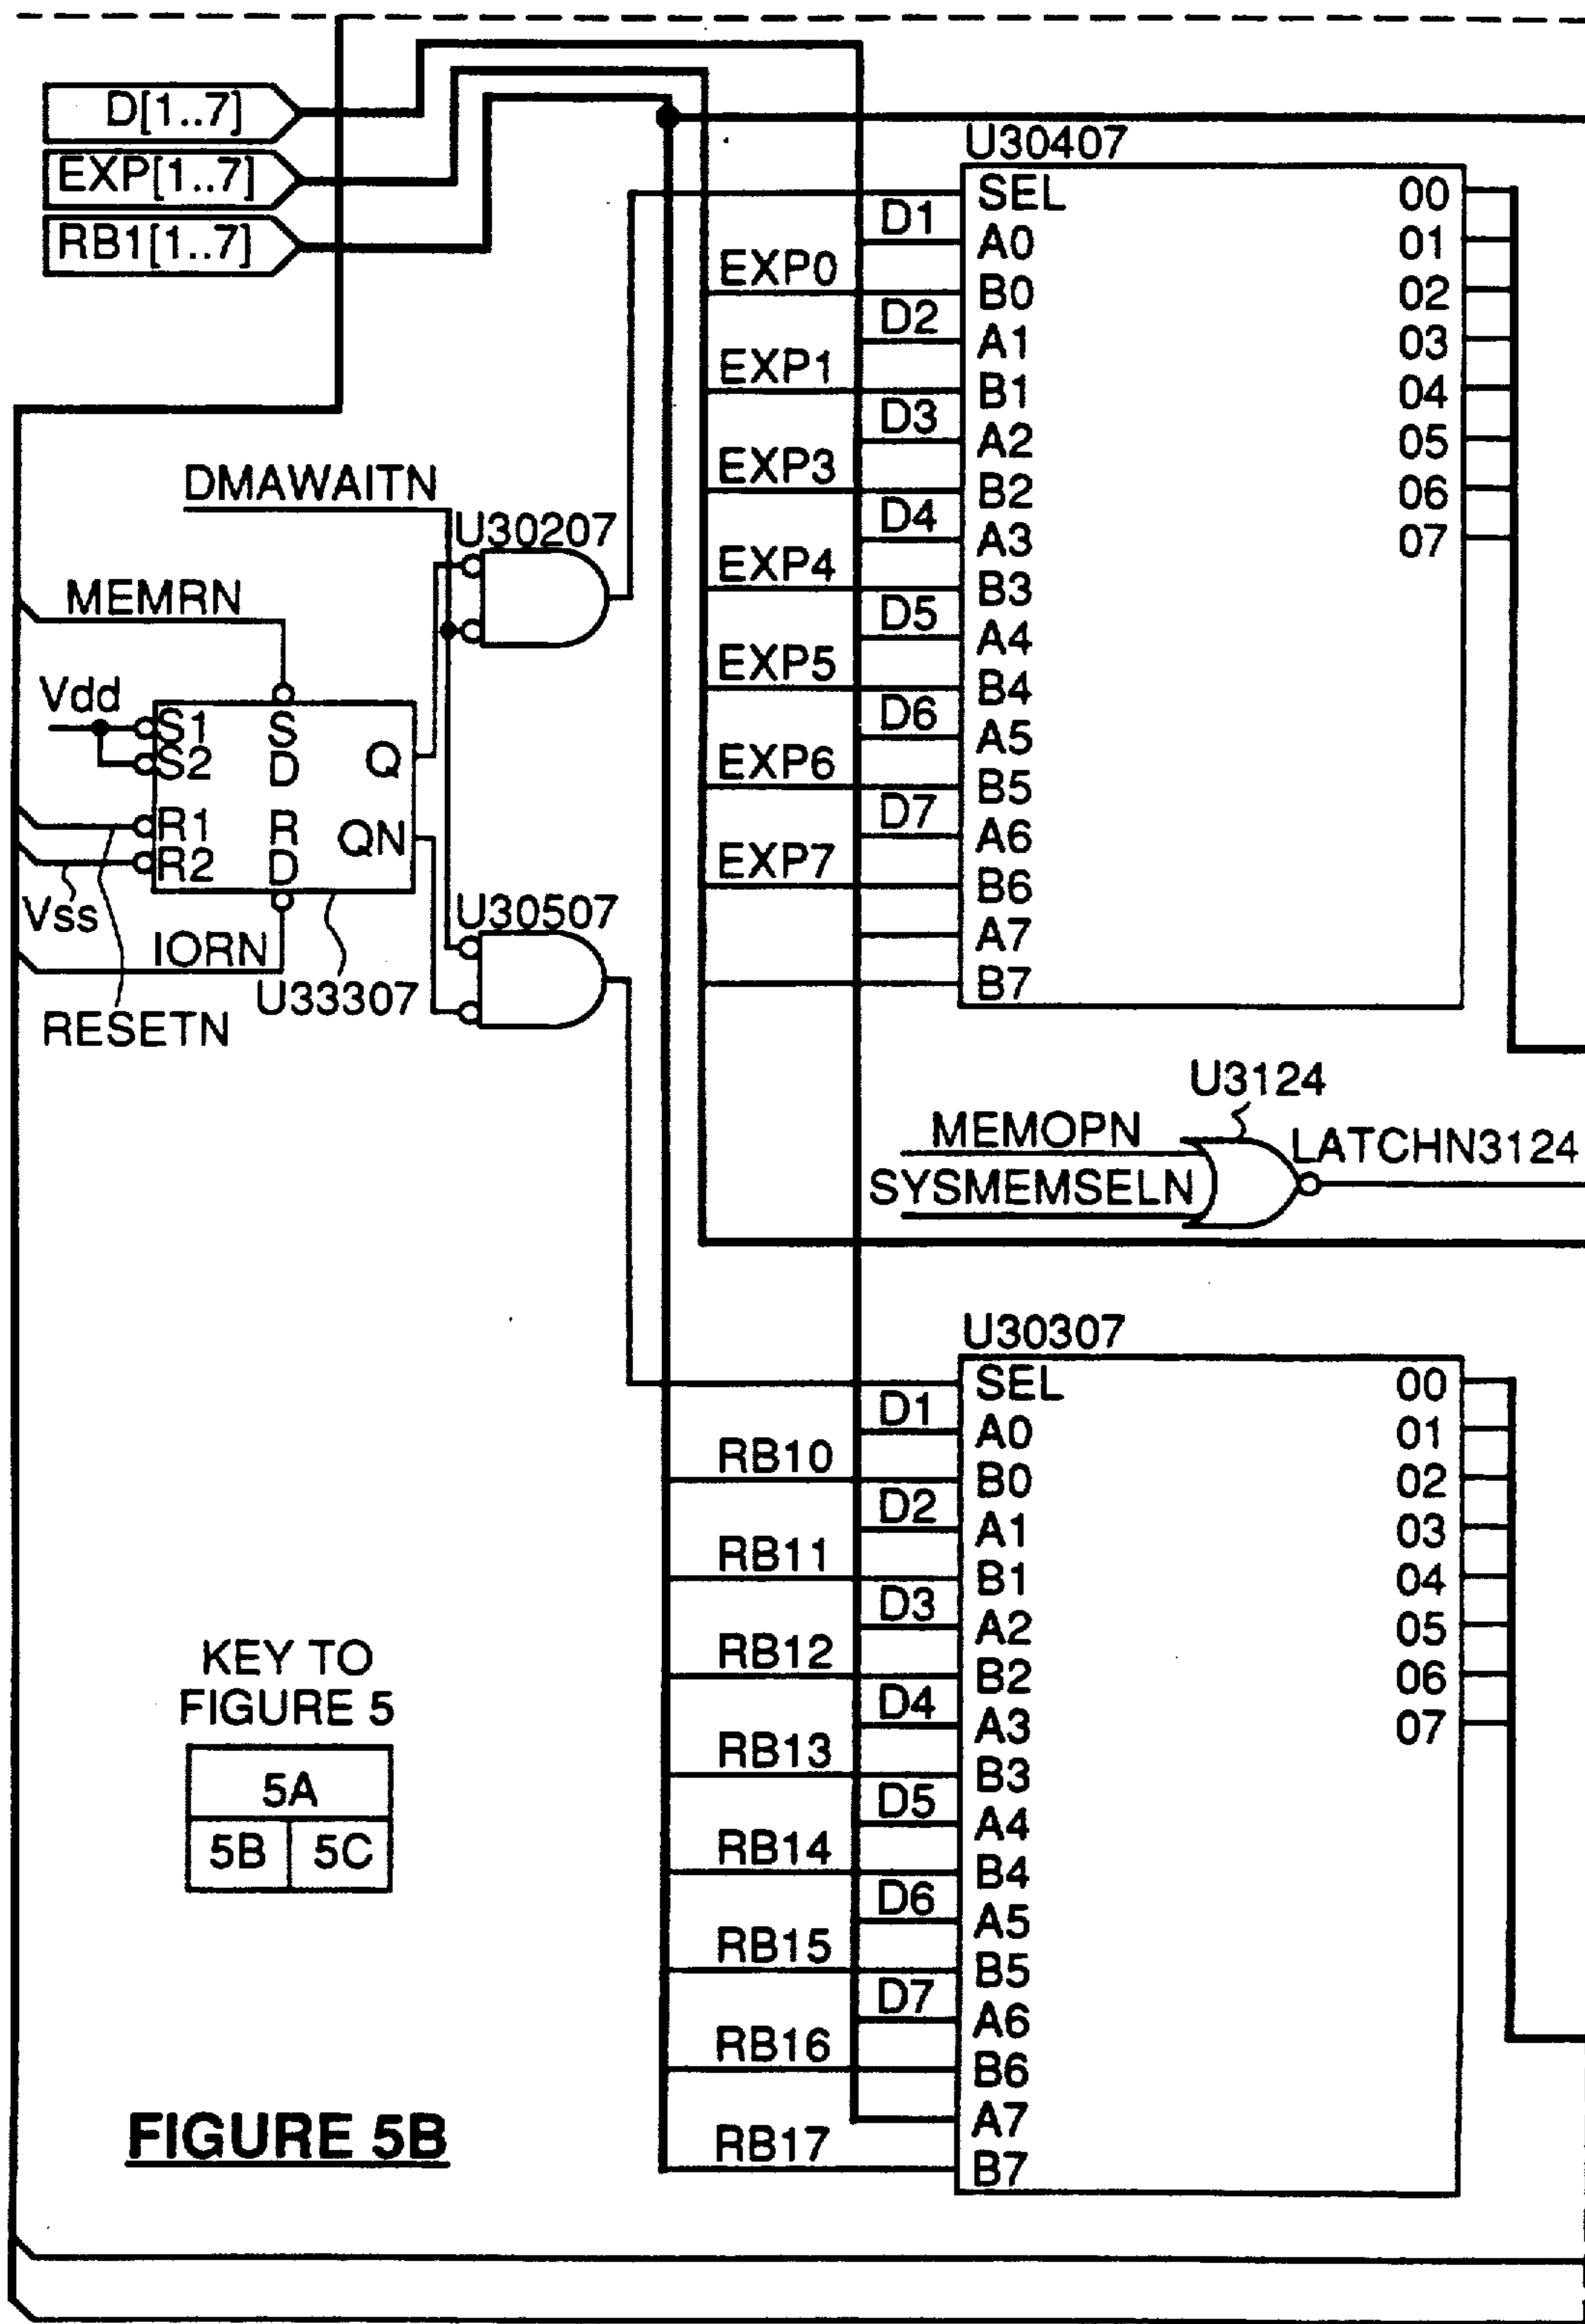 D[1..7]
EXP[1..7]
RB1[1..7]
U30407
SEL
D1
A0
EXP0
B0
D2
A1
EXP1
B1
D3
A2
EXP3
B2
D4
A3
EXP4
B3
D5
A4
EXP5
B4
D6
A5
EXP6
B5
D7
A6
EXP7
B6
A7
B7
00
01
02
03
04
05
06
07
DMAWAITN
U30207
MEMRN
Vdd
S1
S2
R1
R2
S
D
R
D
Q
QN
Vss
IORN
U33307
RESETN
U30507
U3124
MEMOPN
SYSMEMSELN
LATCHN3124
U30307
SEL
D1
A0
RB10
B0
D2
A1
RB11
B1
D3
A2
RB12
B2
D4
A3
RB13
B3
D5
A4
RB14
B4
D6
A5
RB15
B5
D7
A6
RB16
B6
A7
RB17
B7
00
01
02
03
04
05
06
07
KEY TO
FIGURE 5
5A
5B 5C
FIGURE 5B